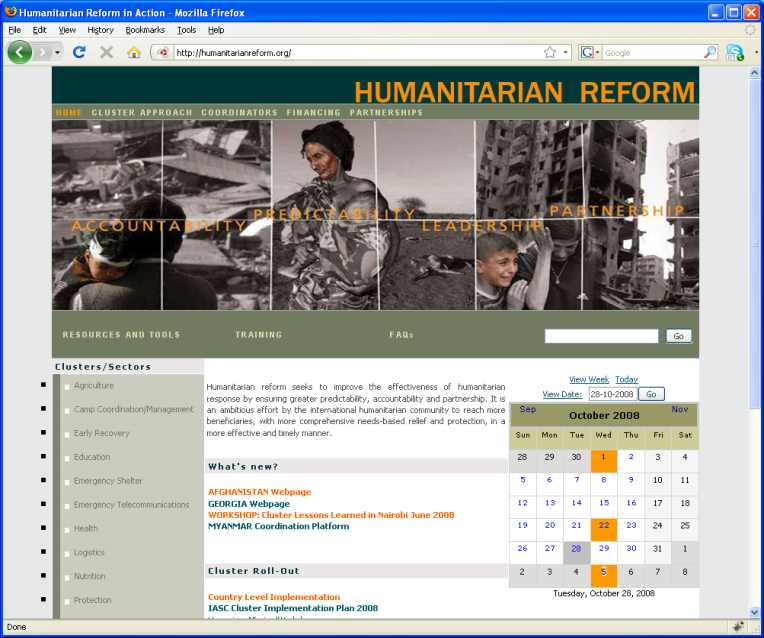 Humanitarian Reform in Action - Mozilla Firefox
File Edit View History Bookmarks Tools Help
http://humanitarianreform.org/
Google
HUMANITARIAN REFORM
HOME CLUSTER APPROACH COORDINATORS FINANCING PARTNERSHIPS
ACCOUNTABILITY PREDICTABILITY LEADERSHIP PARTNERSHIP
RESOURCES AND TOOLS TRAINING FAQs Go
Clusters/Sectors
Agriculture
Camp Coordination/Management
Early Recovery
Education
Emergency Shelter
Emergency Telecommunications
Health
Logistics
Nutrition
Protection
Humanitarian reform seeks to improve the effectiveness of humanitarian
response by ensuring greater predictability, accountability and partnership. It is
an ambitious effort by the international humanitarian community to reach more
beneficiaries, with more comprehensive needs-based relief and protection, in a
more effective and timely manner.
What's new?
AFGHANISTAN Webpage
GEORGIA Webpage
WORKSHOP: Cluster Lessons Learned in Nairobi June 2008
MYANMAR Coordination Platform
Cluster Roll-Out
Country Level Implementation
IASC Cluster Implementation Plan 2008
View Week Today
View Date: 28-10-2008 Go
Sep October 2008 Nov
Sun Mon Tue Wed Thu Fri Sat
28 29 30 1 2 3 4
5 6 7 8 9 10 11
12 13 14 15 16 17 18
19 20 21 22 23 24 25
26 27 28 29 30 31 1
2 3 4 5 6 7 8
Tuesday, October 28, 2008
Done